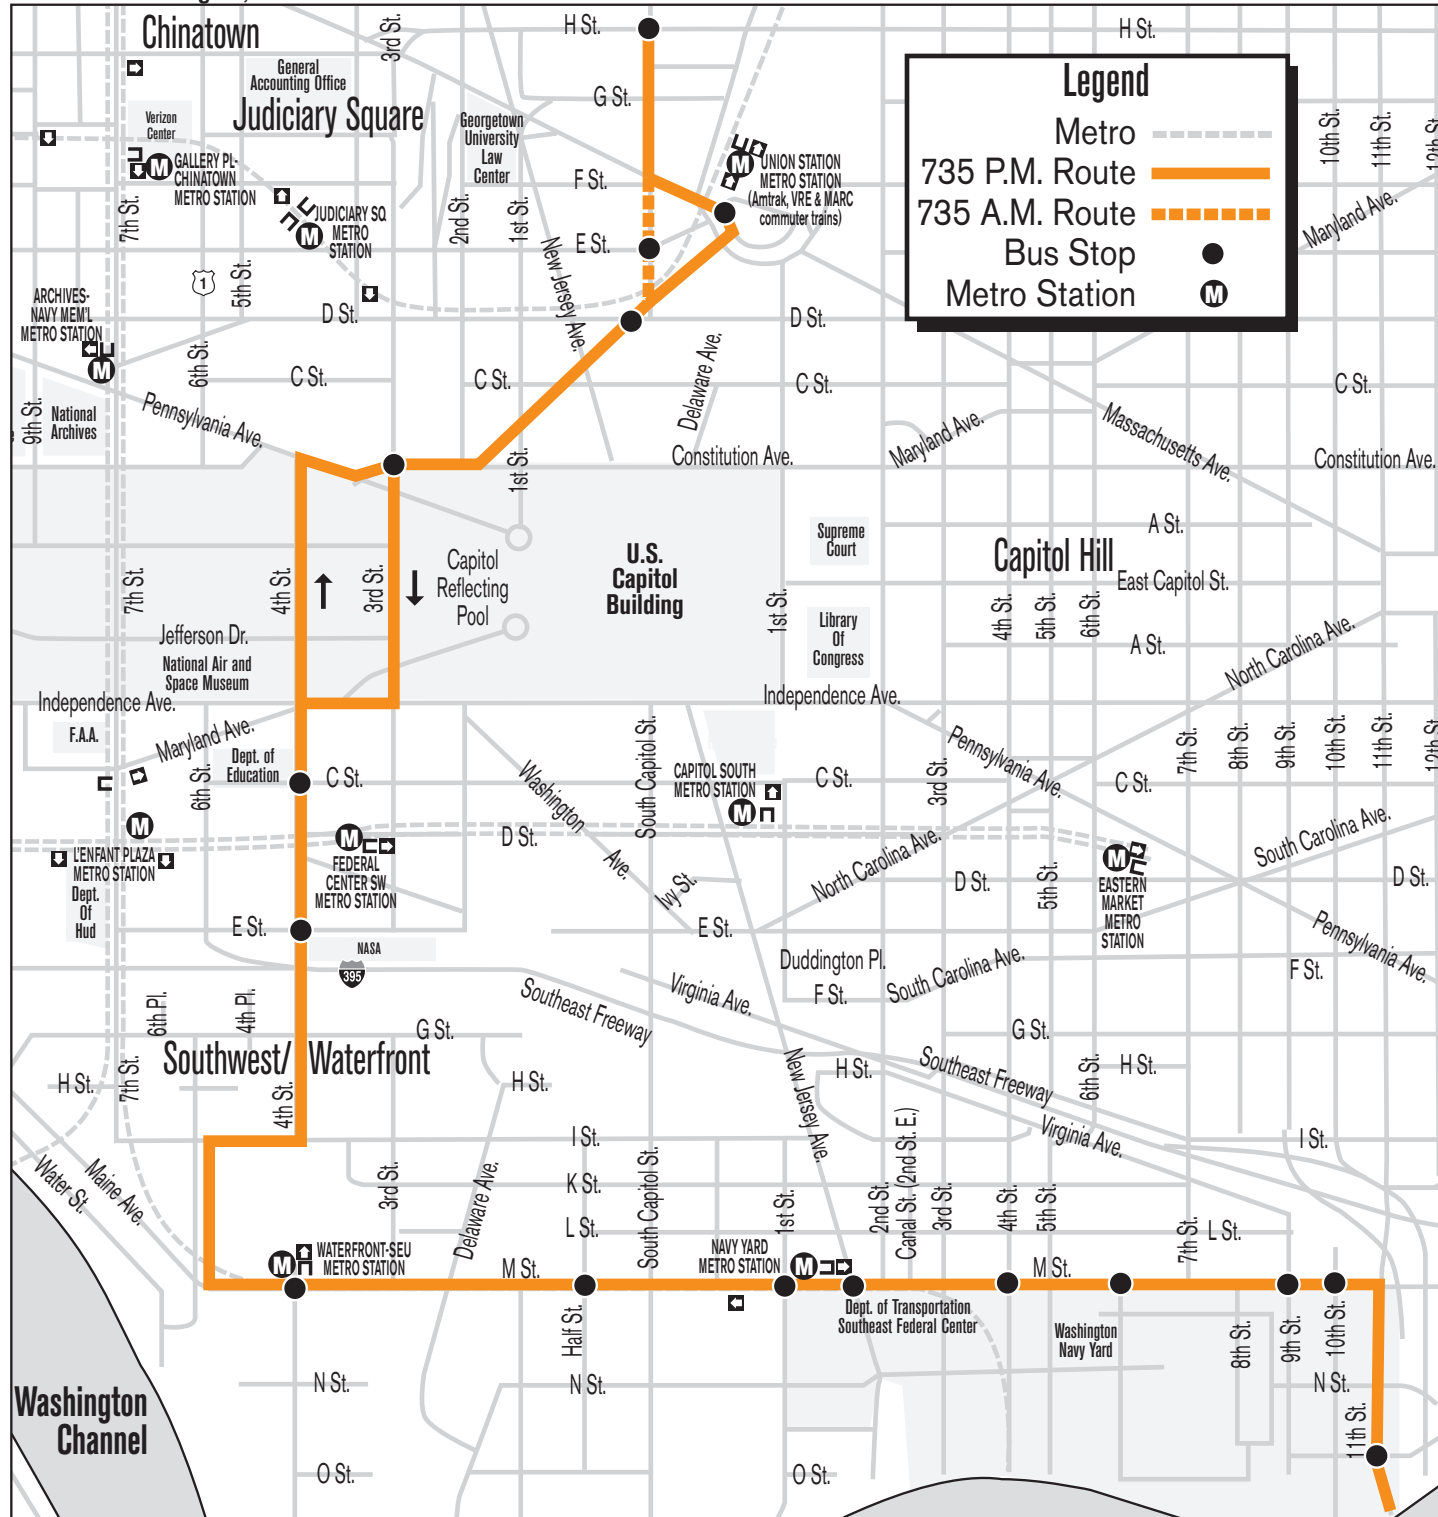 Chinatown
3rd St.
H St.
H St.
General
Accounting Office
Judiciary Square
G St.
Verizon
Center
Georgetown
University
Law
Center
GALLERY PL-
CHINATOWN
METRO STATION
M
M
UNION STATION
METRO STATION
(Amtrak, VRE & MARC
commuter trains)
F St.
7th St.
JUDICIARY SQ
METRO
STATION
M
2nd St.
1st St.
E St.
New Jersey Ave.
Legend
Metro
735 P.M. Route
735 A.M. Route
Bus Stop
Metro Station
M
10th St.
11th St.
12th St.
Maryland Ave.
1
5th St.
ARCHIVES-
NAVY MEM'L
METRO STATION
M
D St.
D St.
6th St.
C St.
C St.
Delaware Ave.
C St.
C St.
9th St.
National
Archives
Pennsylvania Ave.
1st St.
Constitution Ave.
Maryland Ave.
Massachusetts Ave.
Constitution Ave.
A St.
Supreme
Court
Capitol Hill
U.S.
Capitol
Building
Capitol
Reflecting
Pool
7th St.
4th St.
3rd St.
East Capitol St.
1st St.
4th St.
5th St.
6th St.
Library
Of
Congress
Jefferson Dr.
A St.
North Carolina Ave.
National Air and
Space Museum
Independence Ave.
Independence Ave.
F.A.A.
Maryland Ave.
Dept. of
Education
6th St.
C St.
Washington
Ave.
South Capitol St.
CAPITOL SOUTH
METRO STATION
M
C St.
3rd St.
Pennsylvania Ave.
C St.
7th St.
8th St.
9th St.
10th St.
11th St.
12th St.
M
M
D St.
L'ENFANT PLAZA
METRO STATION
FEDERAL
CENTER SW
METRO STATION
Dept.
Of
Hud
Ivy St.
North Carolina Ave.
D St.
5th St.
M
EASTERN
MARKET
METRO
STATION
South Carolina Ave.
D St.
E St.
E St.
NASA
395
Duddington Pl.
F St.
South Carolina Ave.
F St.
Pennsylvania Ave.
6th Pl.
4th Pl.
Southeast Freeway
Virginia Ave.
G St.
G St.
Southwest/ Waterfront
H St.
7th St.
4th St.
H St.
New Jersey Ave.
H St.
Southeast Freeway
6th St.
H St.
I St.
Virginia Ave.
I St.
Water St.
Maine Ave.
3rd St.
Delaware Ave.
K St.
L St.
South Capitol St.
1st St.
2nd St.
Canal St. (2nd St. E.)
3rd St.
4th St.
5th St.
7th St.
L St.
M
WATERFRONT-SEU
METRO STATION
M St.
NAVY YARD
METRO STATION
M
M St.
Dept. of Transportation
Southeast Federal Center
Half St.
Washington
Navy Yard
8th St.
9th St.
10th St.
N St.
N St.
N St.
11th St.
Washington
Channel
O St.
O St.